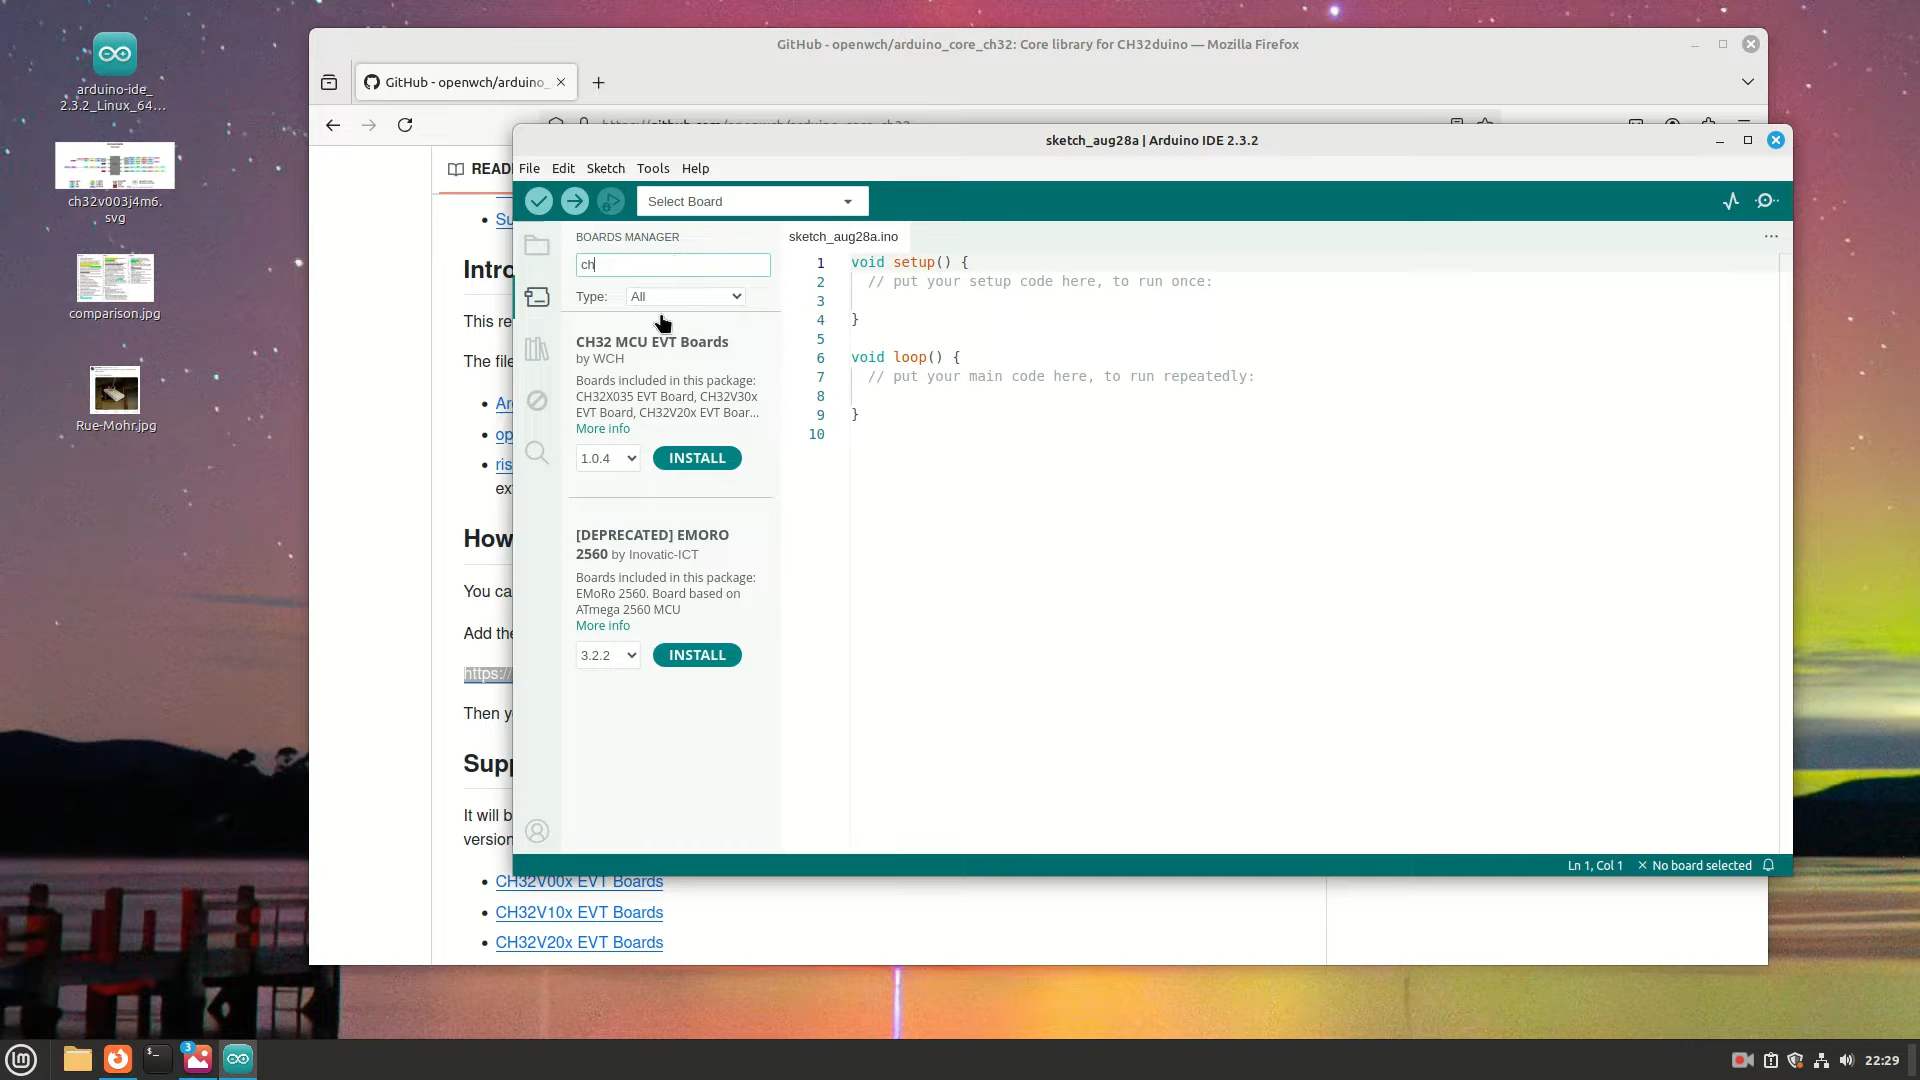 arduino-ide_
2.3.2_Linux_64...
ch32v003j4m6.
svg
comparison.jpg
Rue-Mohr.jpg
GitHub - openwch/arduino_core_ch32: Core library for CH32duino — Mozilla Firefox
GitHub - openwch/arduino_
READ
Su
Intro
This re
The file
Ar
op
ris
ex
How
You ca
Add the
https://
Then y
Supp
It will b
version
CH32V00x EVT Boards
CH32V10x EVT Boards
CH32V20x EVT Boards
sketch_aug28a | Arduino IDE 2.3.2
File Edit Sketch Tools Help
Select Board
BOARDS MANAGER
ch
Type: All
CH32 MCU EVT Boards
by WCH
Boards included in this package:
CH32X035 EVT Board, CH32V30x
EVT Board, CH32V20x EVT Boar...
More info
1.0.4 INSTALL
[DEPRECATED] EMORO
2560 by Inovatic-ICT
Boards included in this package:
EMoRo 2560. Board based on
ATmega 2560 MCU
More info
3.2.2 INSTALL
sketch_aug28a.ino
1 void setup() {
2 // put your setup code here, to run once:
3
4 }
5
6 void loop() {
7 // put your main code here, to run repeatedly:
8
9 }
10
Ln 1, Col 1 × No board selected
3
22:29